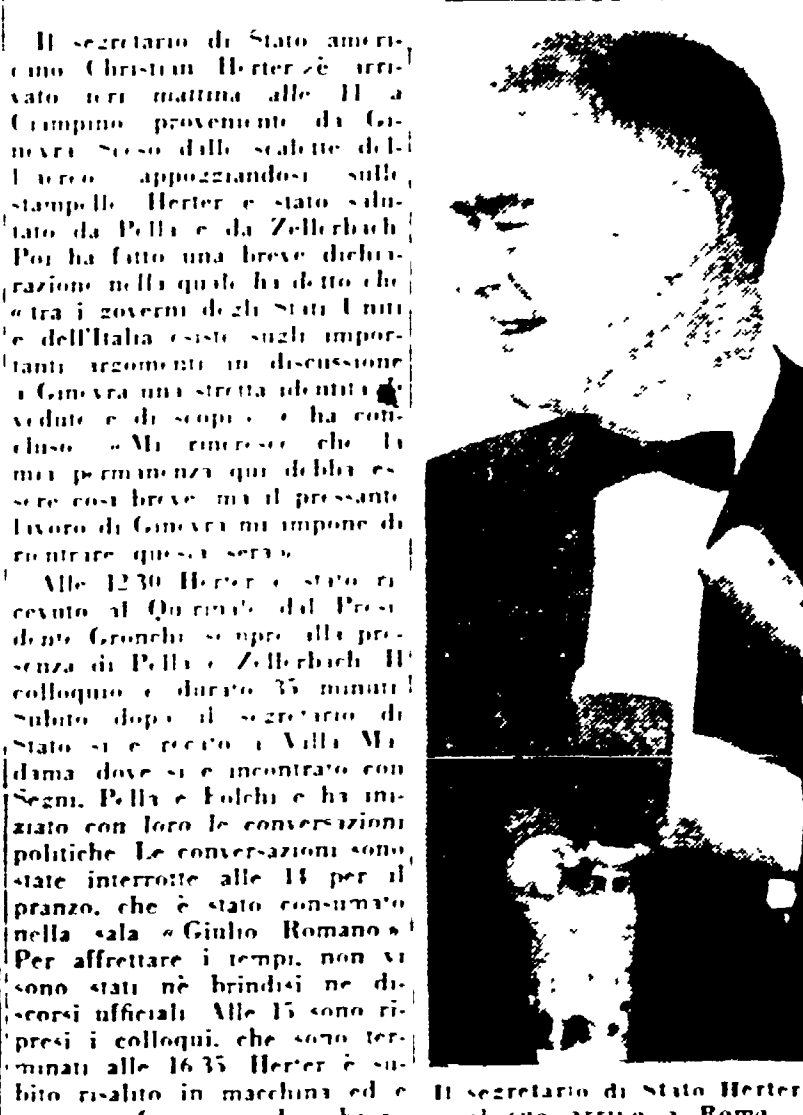 Il segretario di Stato ameri-
cano Christian Herter è arri-
vato ieri mattina alle 11 a
Ciampino proveniente da Gi-
nevra Sceso dalle scalette del-
l aereo appoggiandosi sulle
stampelle Herter è stato salu-
tato da Pella e da Zellerbach
Poi ha fatto una breve dichia-
razione nella quale ha detto che
« tra i governi degli Stati Uniti
e dell'Italia esiste sugli impor-
tanti argomenti in discussione
a Ginevra una stretta identità di
vedute e di scopi » e ha con-
cluso « Mi rincresce che la
mia permanenza qui debba es-
sere così breve ma il pressante
lavoro di Ginevra mi impone di
rientrare questa sera »
Alle 12 30 Herter è stato ri-
cevuto al Quirinale dal Presi-
dente Gronchi sempre alla pre-
senza di Pella e Zellerbach Il
colloquio è durato 35 minuti
Subito dopo il segretario di
Stato si è recato a Villa Ma-
dama dove si è incontrato con
Segni, Pella e Folchi e ha ini-
ziato con loro le conversazioni
politiche Le conversazioni sono
state interrotte alle 14 per il
pranzo, che è stato consumato
nella sala « Giulio Romano »
Per affrettare i tempi, non vi
sono stati nè brindisi nè di-
scorsi ufficiali Alle 15 sono ri-
presi i colloqui, che sono ter-
minati alle 16 35 Herter è su-
bito risalito in macchina ed è
Il segretario di Stato Herter
al suo arrivo a Roma